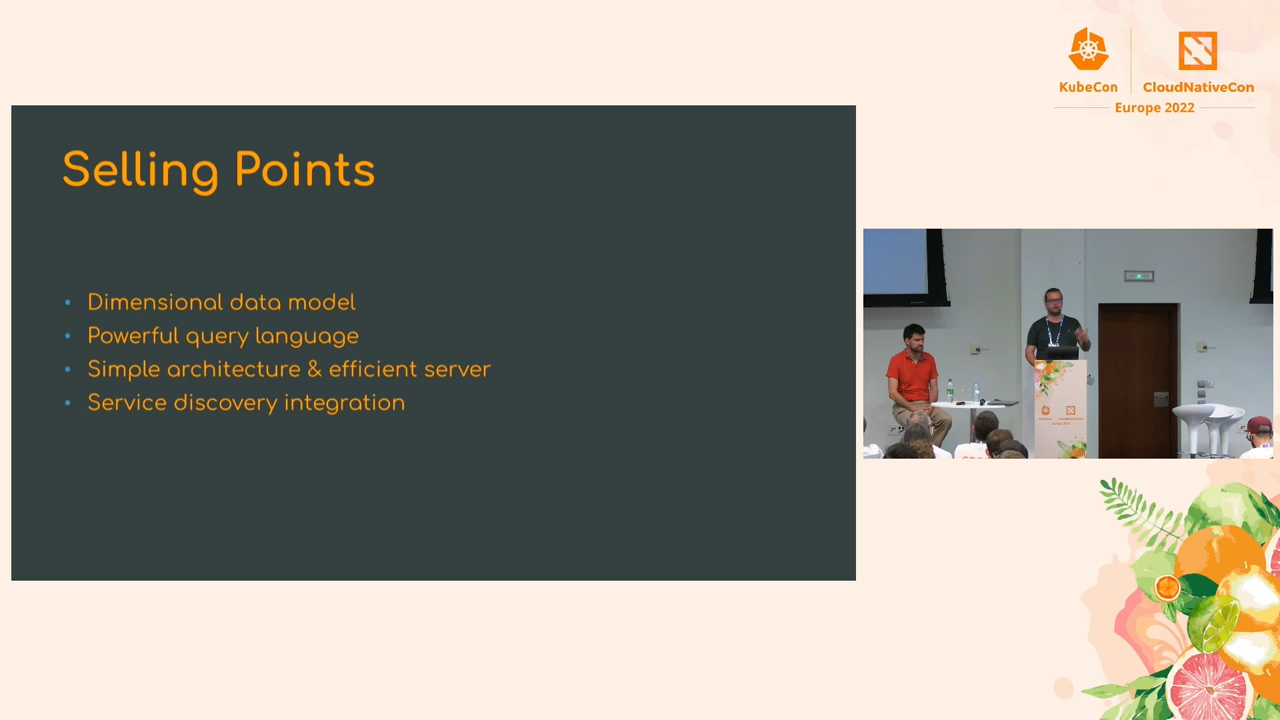 KubeCon
CloudNativeCon
Europe 2022
Selling Points
• Dimensional data model
• Powerful query language
• Simple architecture & efficient server
• Service discovery integration